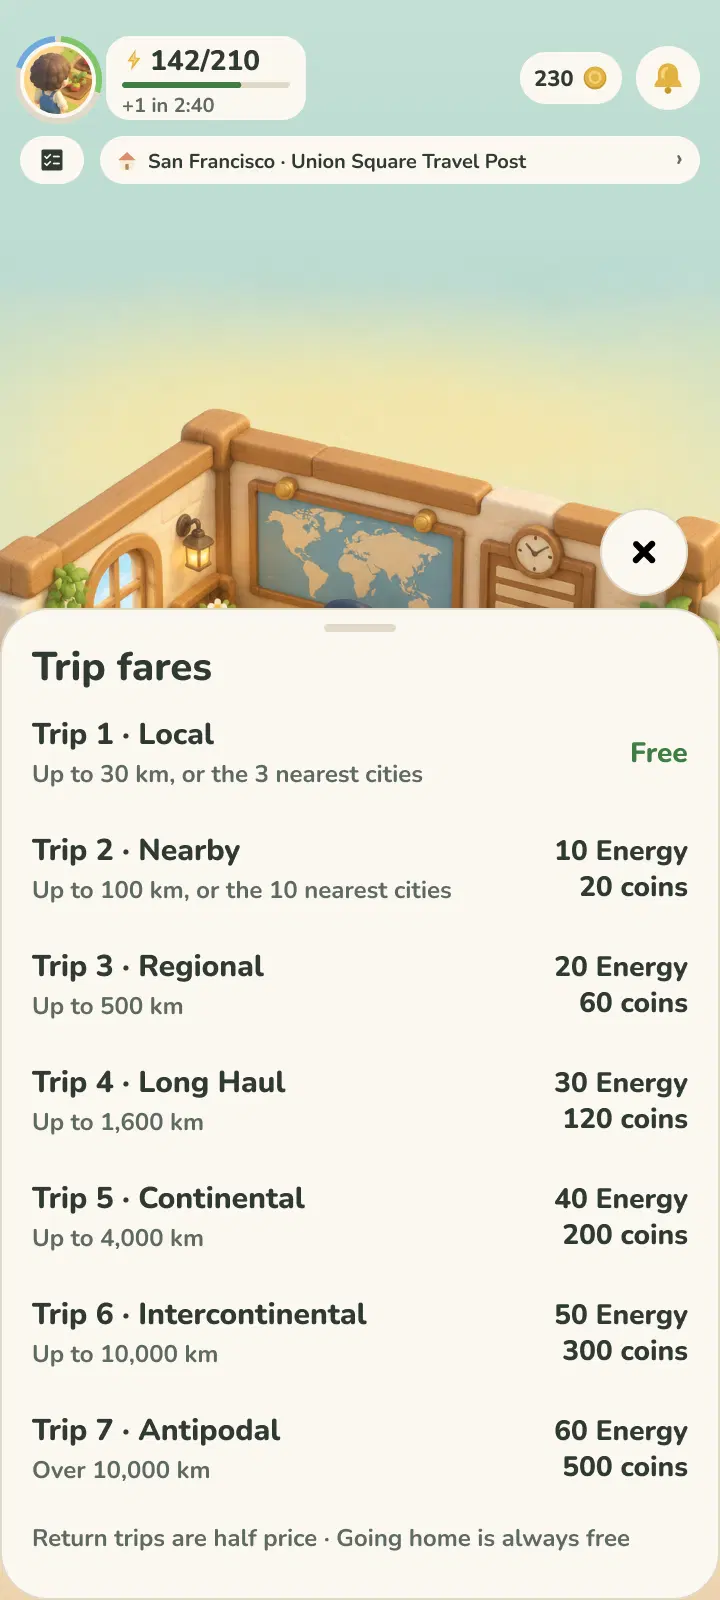 142/210
+1 in 2:40
230
San Francisco · Union Square Travel Post ›
Trip fares
Trip 1 · Local
Up to 30 km, or the 3 nearest cities
Free
Trip 2 · Nearby
Up to 100 km, or the 10 nearest cities
10 Energy
20 coins
Trip 3 · Regional
Up to 500 km
20 Energy
60 coins
Trip 4 · Long Haul
Up to 1,600 km
30 Energy
120 coins
Trip 5 · Continental
Up to 4,000 km
40 Energy
200 coins
Trip 6 · Intercontinental
Up to 10,000 km
50 Energy
300 coins
Trip 7 · Antipodal
Over 10,000 km
60 Energy
500 coins
Return trips are half price · Going home is always free